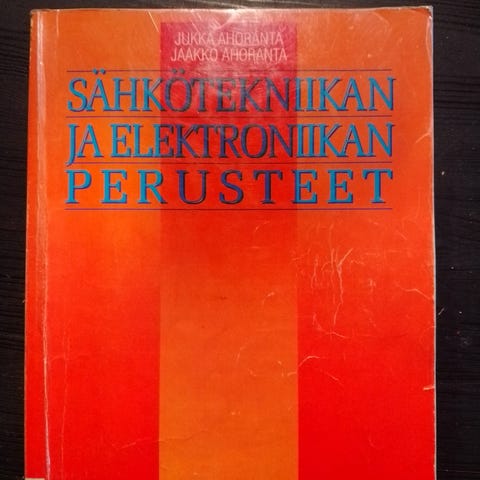 JUKKA AHORANTA
JAAKKO AHORANTA
SÄHKÖTEKNIIKAN
JA ELEKTRONIIKAN
PERUSTEET